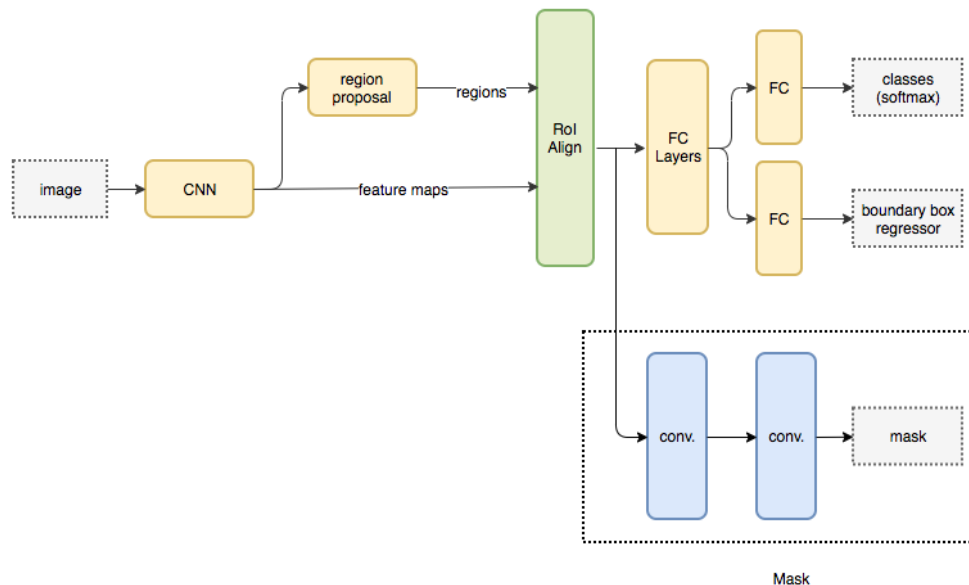 region
proposal
regions
image
CNN
feature maps
RoI
Align
FC
Layers
FC
classes
(softmax)
FC
boundary box
regressor
conv.
conv.
mask
Mask